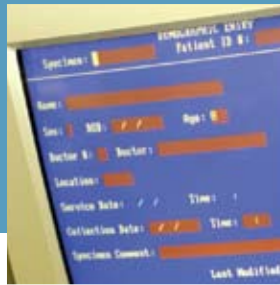 DEMOGRAPHIC ENTRY
Specimen: Patient ID #:
Name:
Sex: DOB: / / Age: 0
Doctor #: Doctor:
Location:
Service Date: / / Time: :
Collection Date: / / Time: :
Specimen Comment:
Last Modified